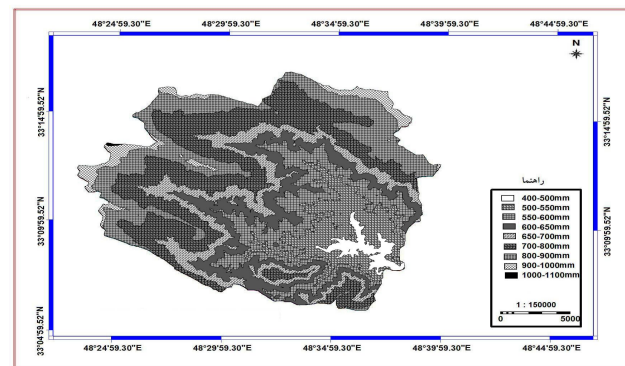 48°24'59.30"E 48°29'59.30"E 48°34'59.30"E 48°39'59.30"E 48°44'59.30"E
N
33°14'59.52"N
33°14'59.52"N
راهنما
400-500mm
500-550mm
550-600mm
600-650mm
650-700mm
700-800mm
800-900mm
900-1000mm
1000-1100mm
33°09'59.52"N
33°09'59.52"N
1 : 150000
0 5000
33°04'59.52"N
33°04'59.52"N
48°24'59.30"E 48°29'59.30"E 48°34'59.30"E 48°39'59.30"E 48°44'59.30"E